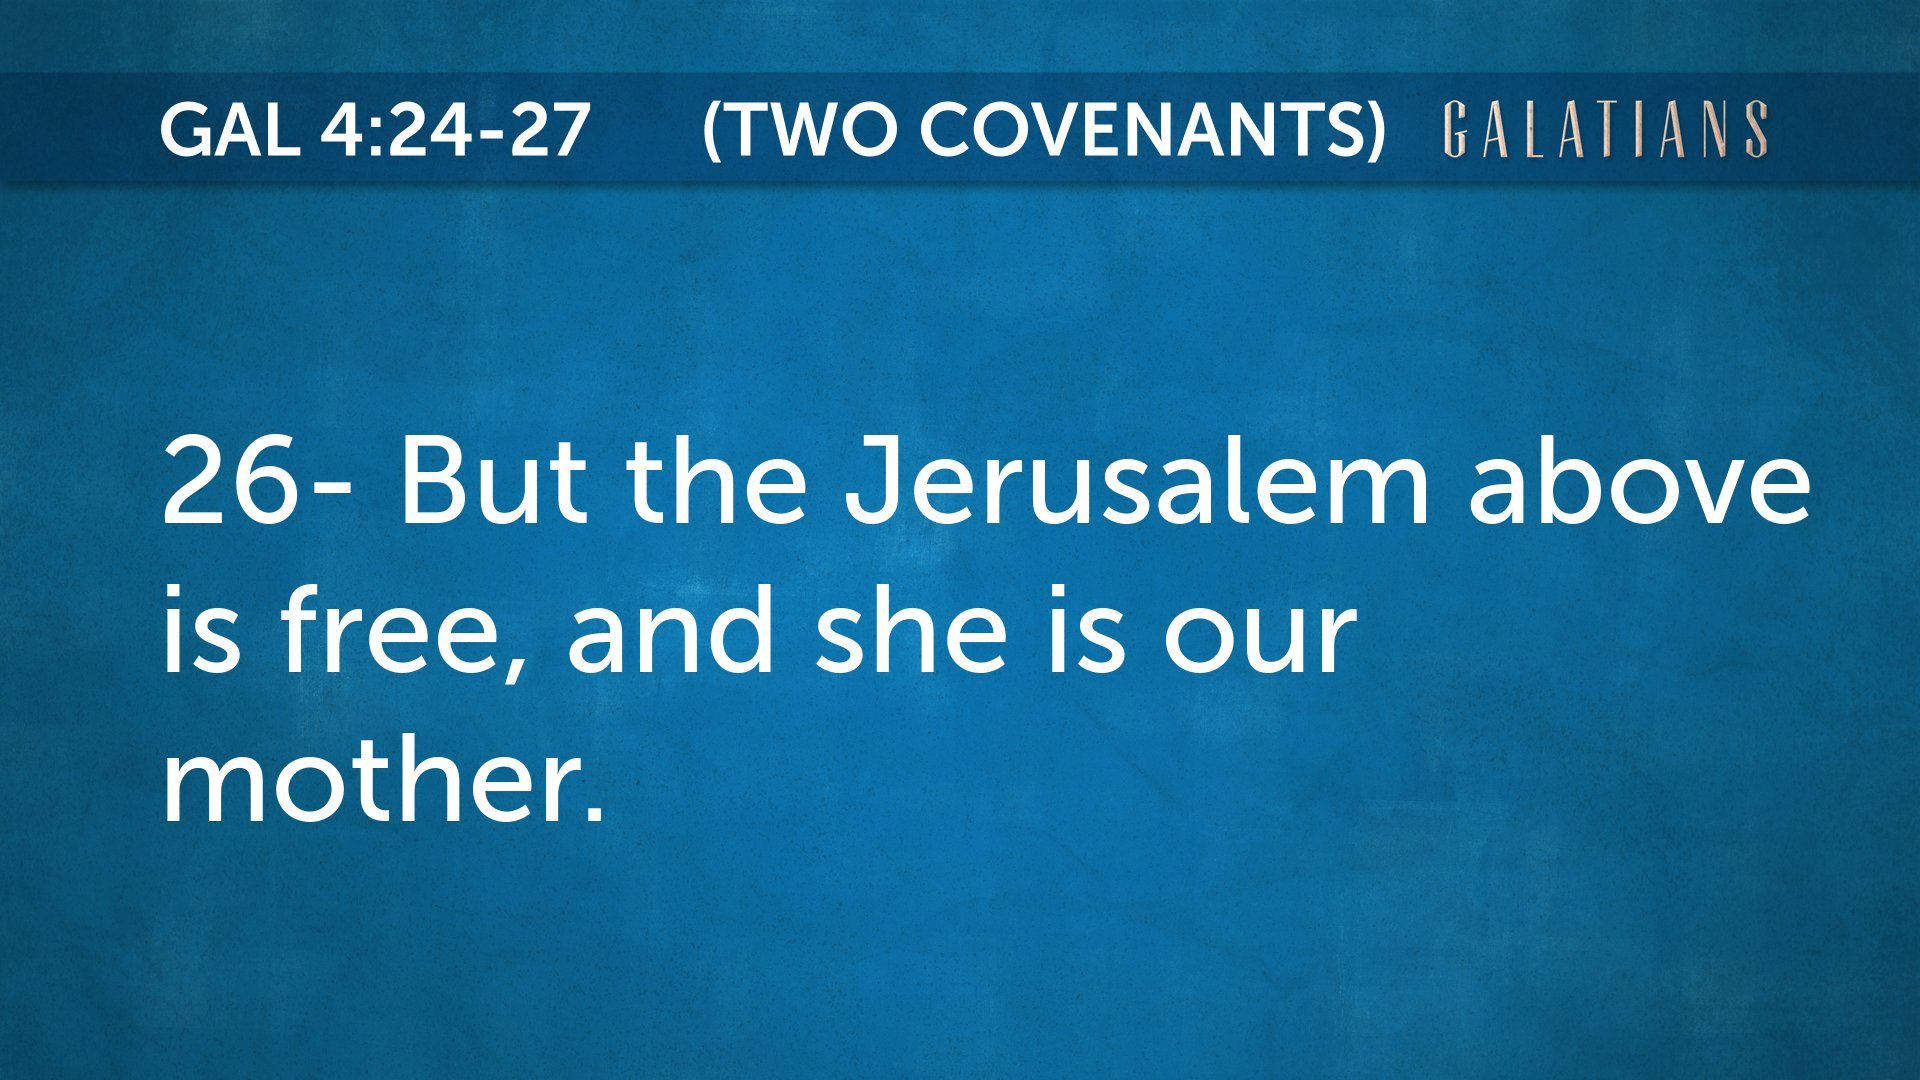 GAL 4:24-27 (TWO COVENANTS) GALATIANS
26- But the Jerusalem above
is free, and she is our
mother.